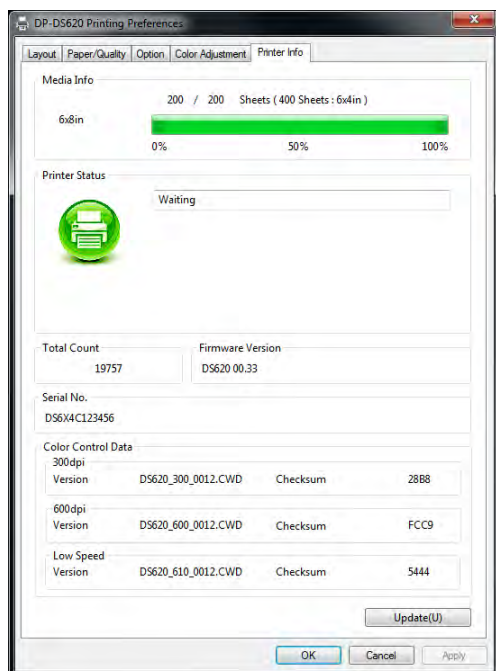 DP-DS620 Printing Preferences
Layout Paper/Quality Option Color Adjustment Printer Info
Media Info
200 / 200 Sheets ( 400 Sheets : 6x4in )
6x8in
0% 50% 100%
Printer Status
Waiting
Total Count Firmware Version
19757 DS620 00.33
Serial No.
DS6X4C123456
Color Control Data
300dpi
Version DS620_300_0012.CWD Checksum 28B8
600dpi
Version DS620_600_0012.CWD Checksum FCC9
Low Speed
Version DS620_610_0012.CWD Checksum 5444
Update(U)
OK Cancel Apply